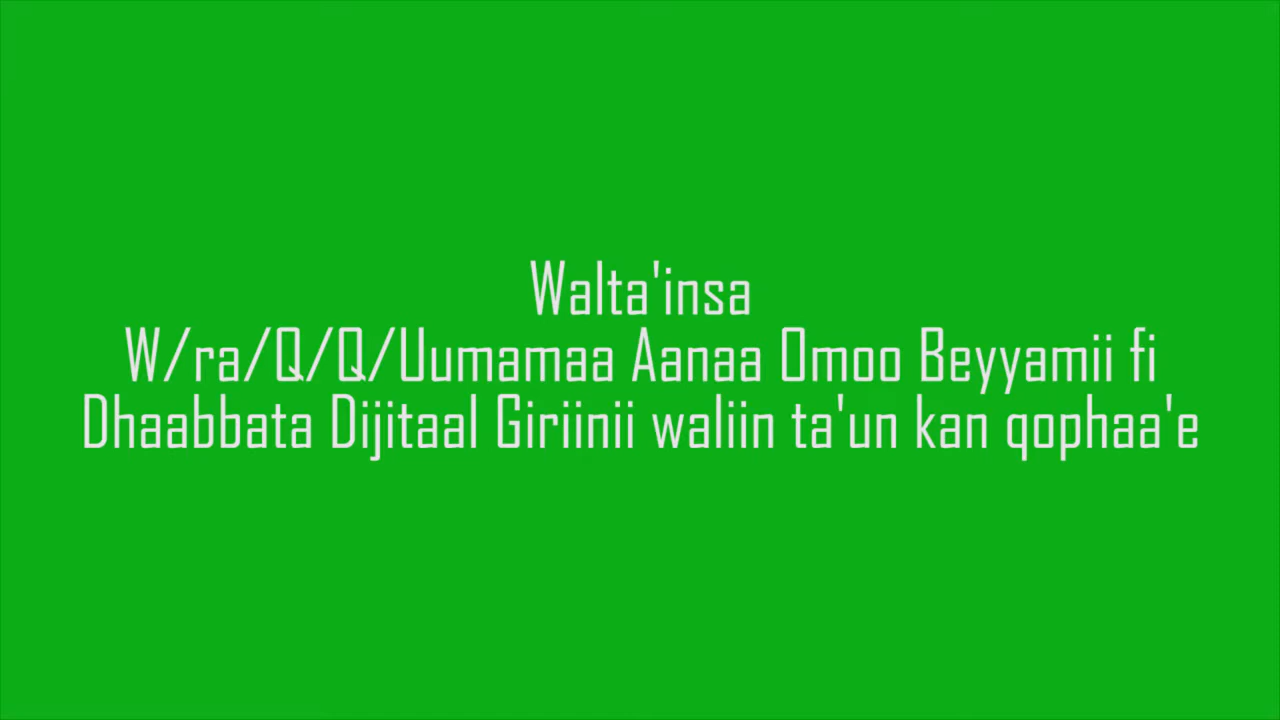 Walta'insa
W/ra/Q/Q/Uumamaa Aanaa Omoo Beyyamii fi
Dhaabbata Dijitaal Giriinii waliin ta'un kan qophaa'e